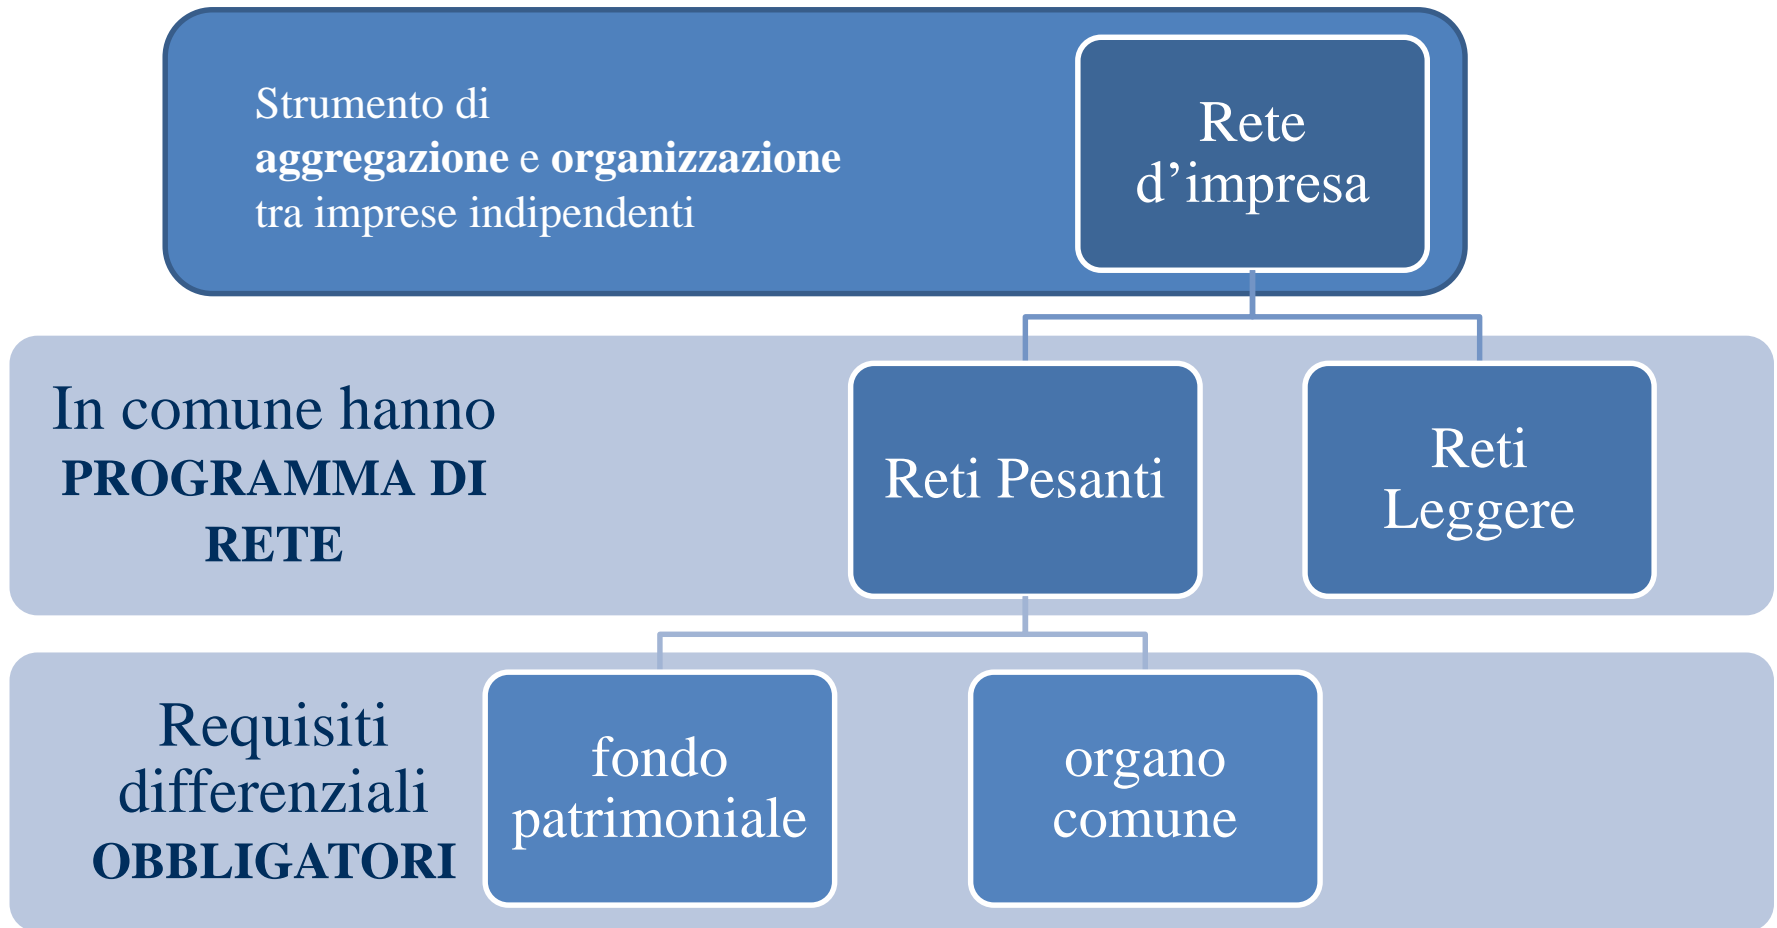 Strumento di
aggregazione e organizzazione
tra imprese indipendenti
Rete
d’impresa
In comune hanno
PROGRAMMA DI
RETE
Reti Pesanti
Reti
Leggere
Requisiti
differenziali
OBBLIGATORI
fondo
patrimoniale
organo
comune